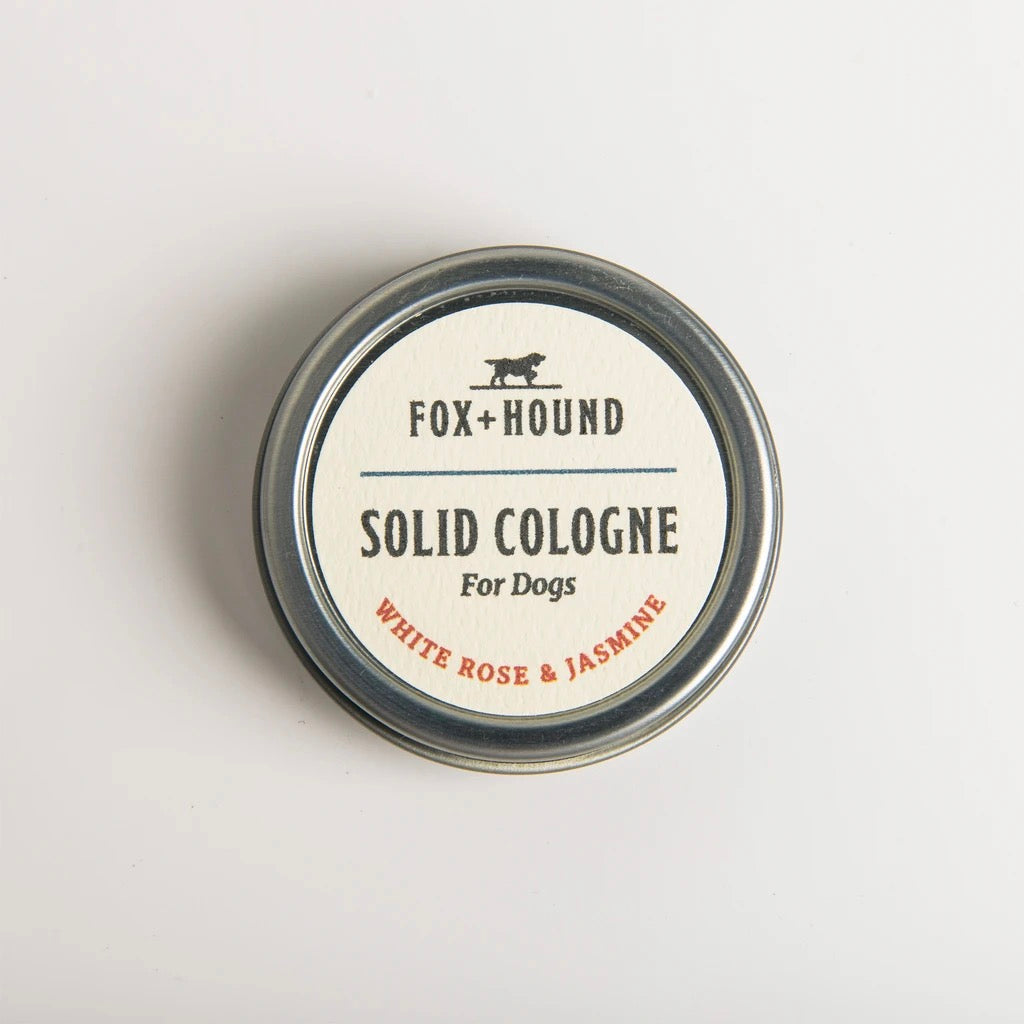 FOX+HOUND
SOLID COLOGNE
For Dogs
WHITE ROSE & JASMINE